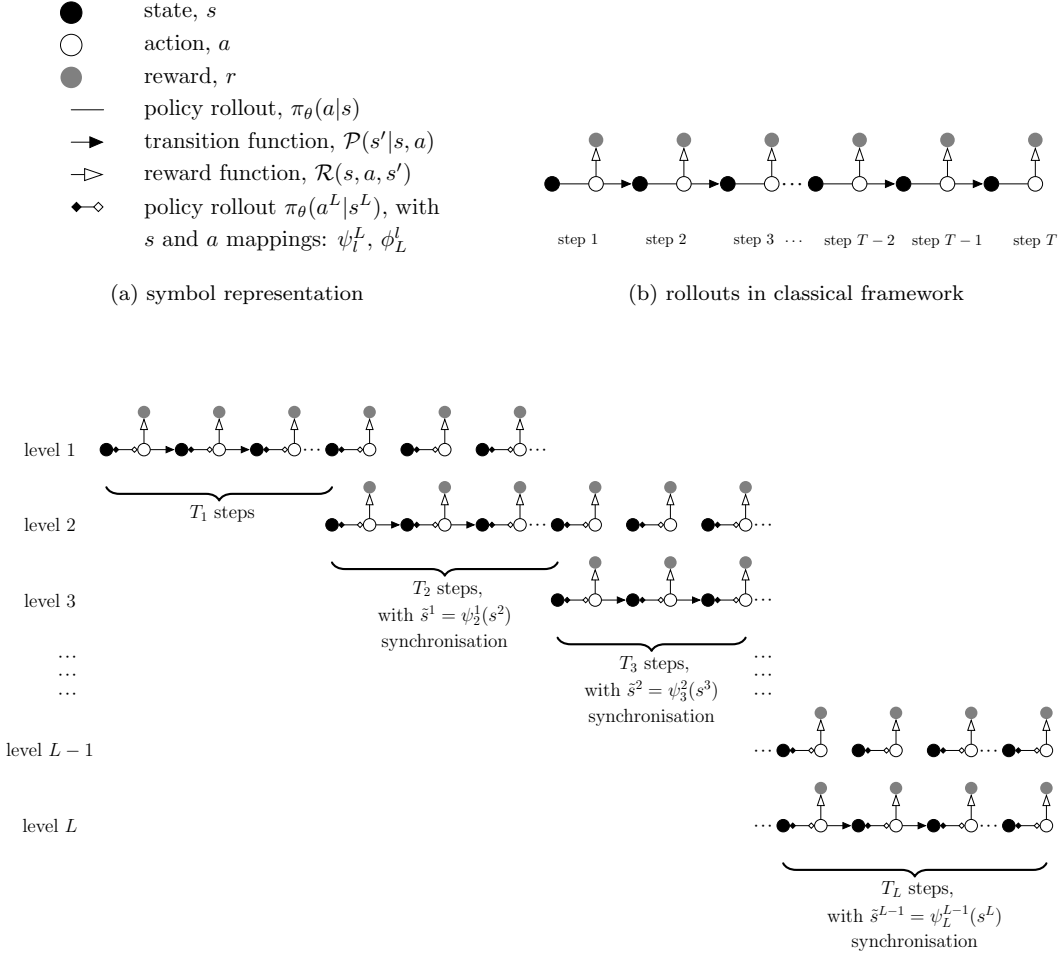 state, s
action, a
reward, r
policy rollout, π_θ(a|s)
transition function, 𝒫(s′|s, a)
reward function, ℛ(s, a, s′)
policy rollout π_θ(a^L|s^L), with
s and a mappings: ψ_l^L, ϕ_L^l
(a) symbol representation
···
step 1 step 2 step 3 ··· step T − 2 step T − 1 step T
(b) rollouts in classical framework
level 1 ··· ···
T_1 steps
level 2 ··· ···
T_2 steps,
with s̃^1 = ψ_2^1(s^2)
synchronisation
level 3 ···
T_3 steps,
with s̃^2 = ψ_3^2(s^3)
synchronisation
··· ···
··· ···
··· ···
level L − 1 ··· ···
level L ··· ···
T_L steps,
with s̃^{L−1} = ψ_L^{L−1}(s^L)
synchronisation